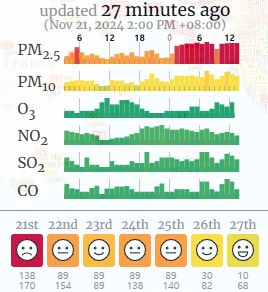 updated 27 minutes ago
(Nov 21, 2024 2:00 PM +08:00)
6 12 18 0 6 12
PM2.5
PM10
O3
NO2
SO2
CO
21st 22nd 23rd 24th 25th 26th 27th
138 89 89 89 89 30 10
170 154 89 138 140 82 68